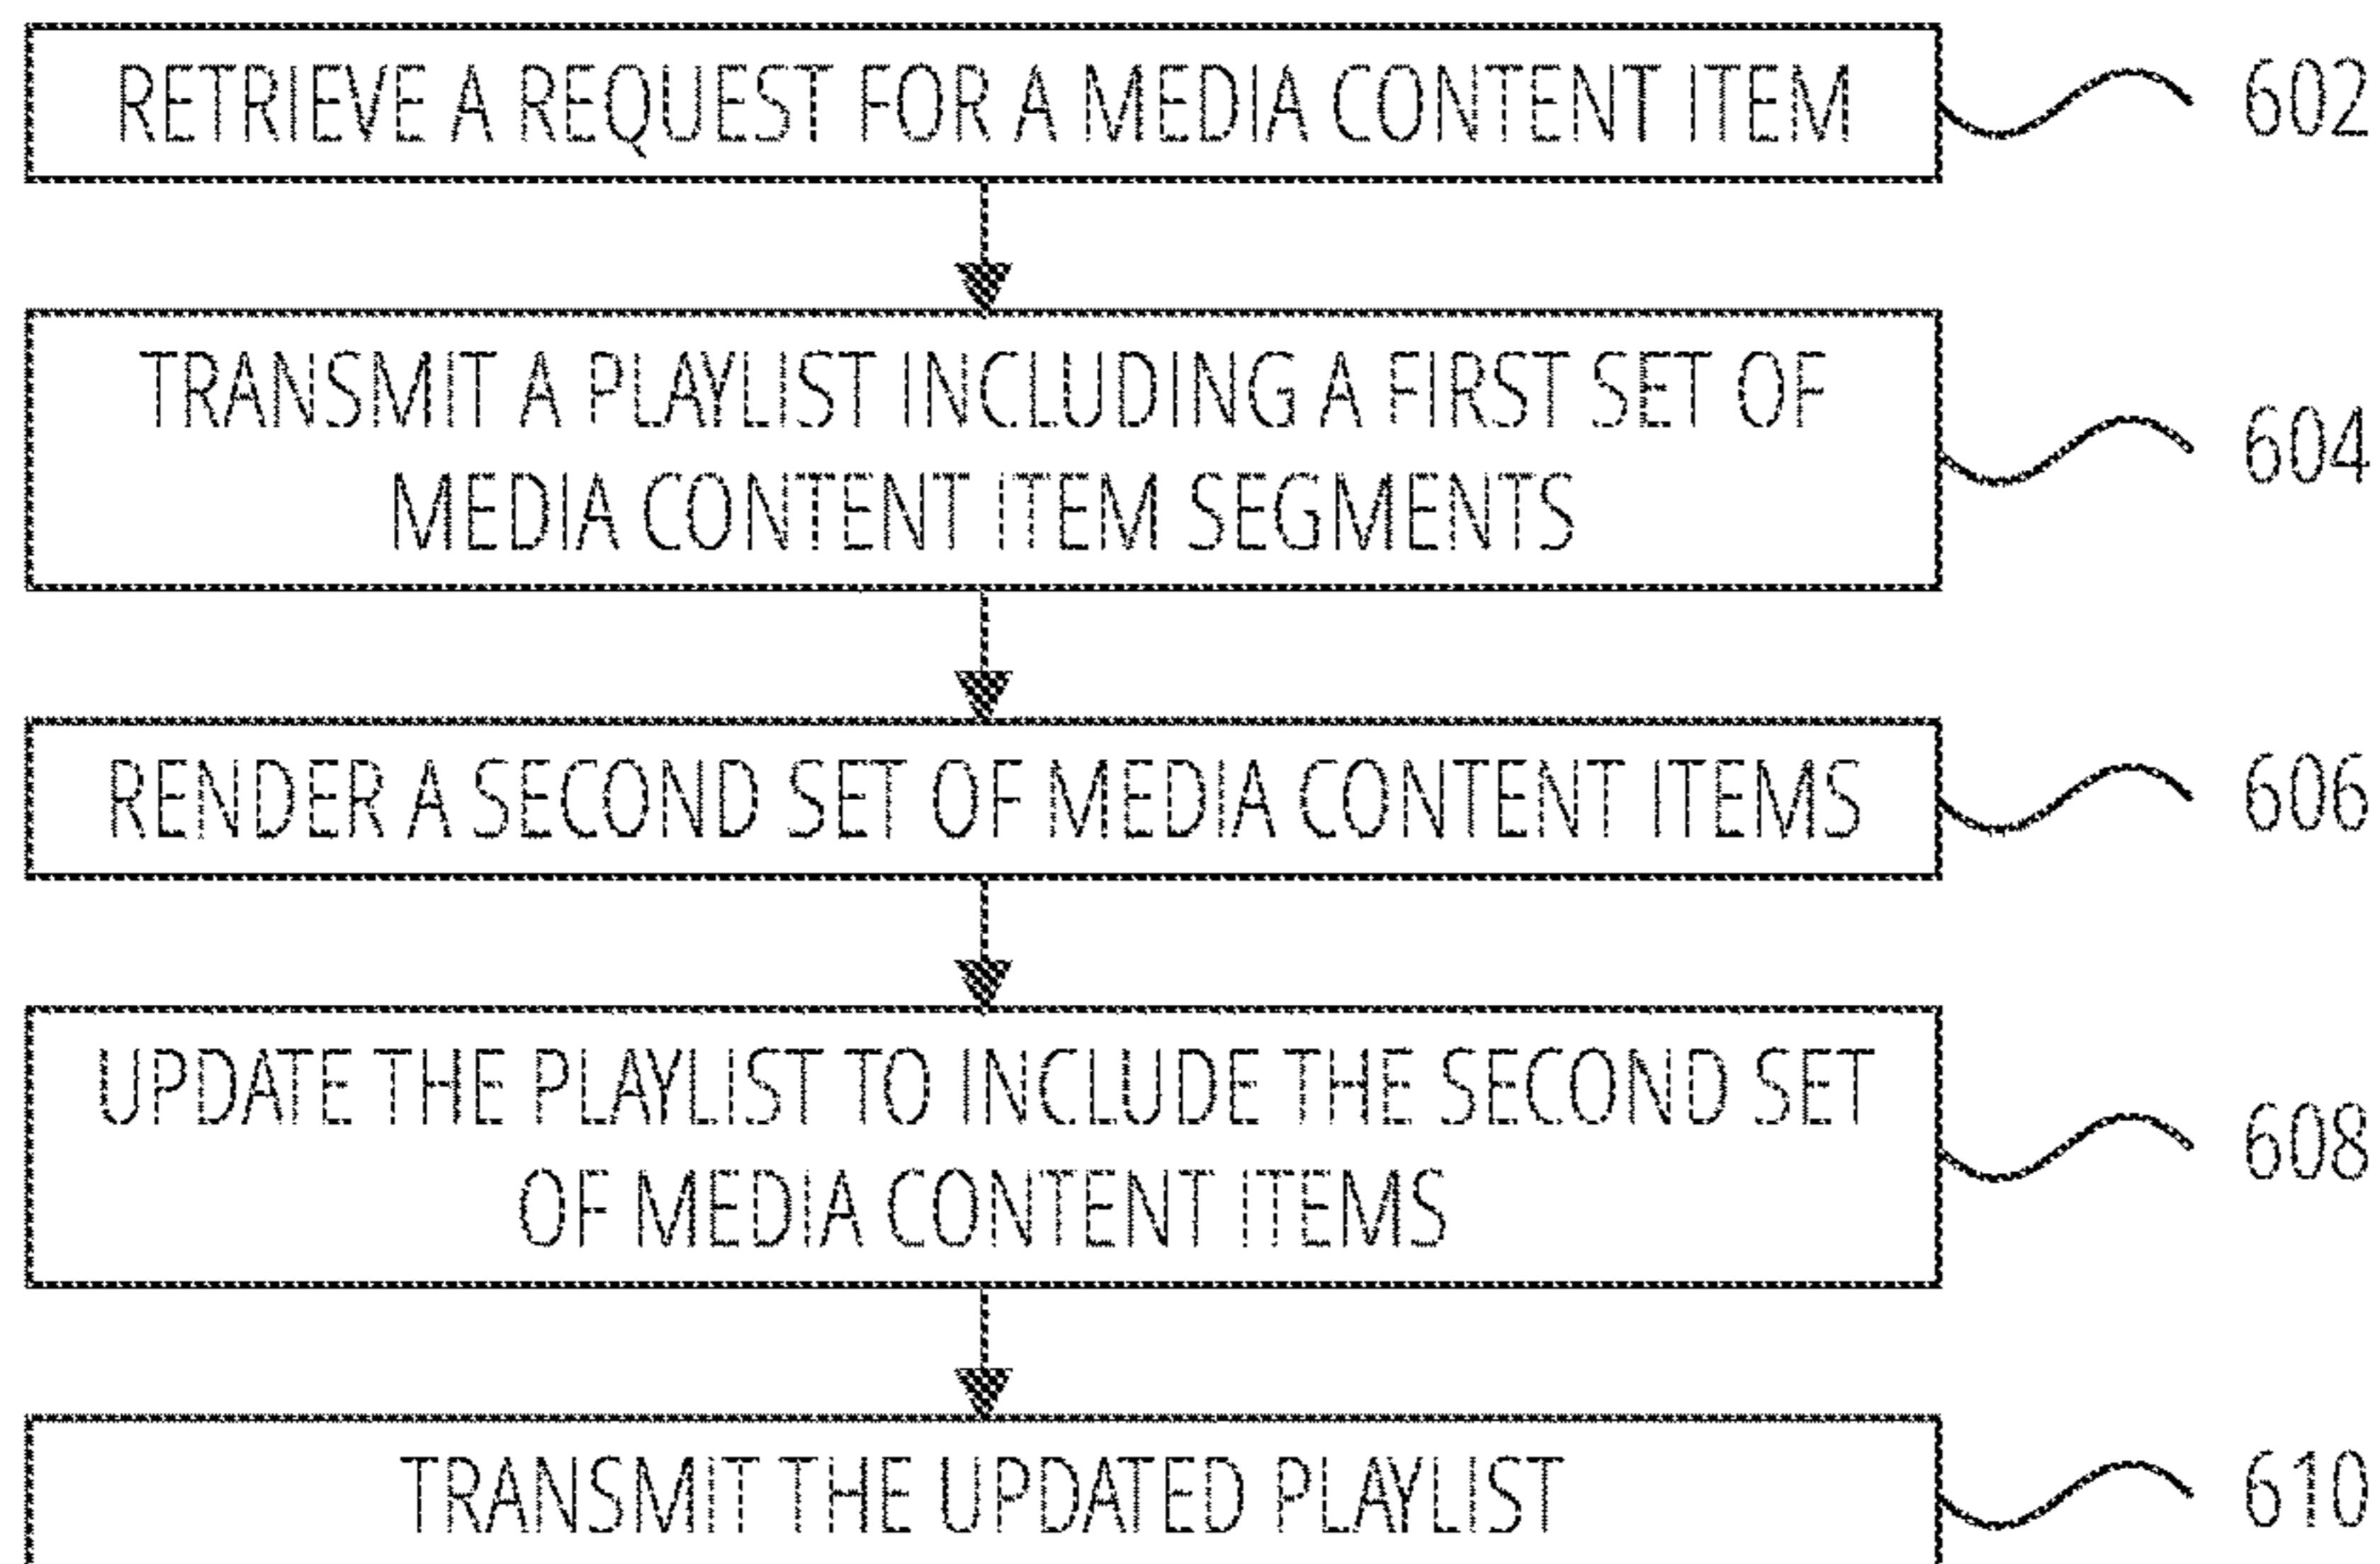 RETRIEVE A REQUEST FOR A MEDIA CONTENT ITEM
602
TRANSMIT A PLAYLIST INCLUDING A FIRST SET OF
MEDIA CONTENT ITEM SEGMENTS
604
RENDER A SECOND SET OF MEDIA CONTENT ITEMS
606
UPDATE THE PLAYLIST TO INCLUDE THE SECOND SET
OF MEDIA CONTENT ITEMS
608
TRANSMIT THE UPDATED PLAYLIST
610